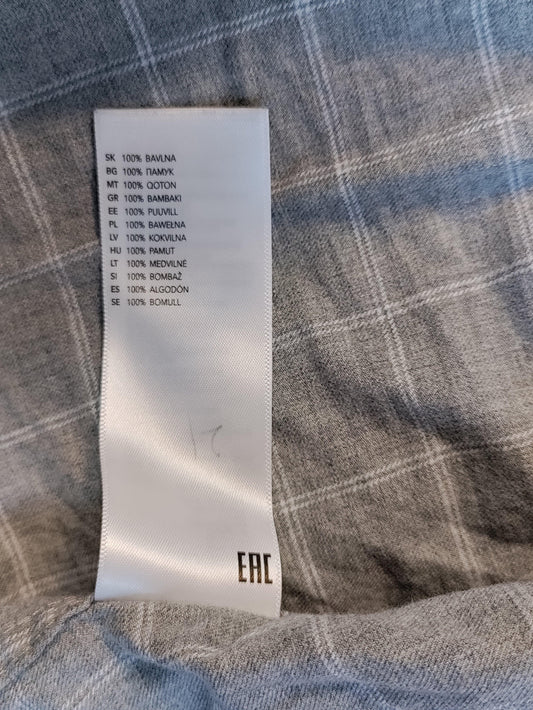 SK 100% BAVLNA
BG 100% ПАМУК
MT 100% QOTON
GR 100% BAMBAKI
EE 100% PUUVILL
PL 100% BAWEŁNA
LV 100% KOKVILNA
HU 100% PAMUT
LT 100% MEDVILNĖ
SI 100% BOMBAŽ
ES 100% ALGODÓN
SE 100% BOMULL
EAC